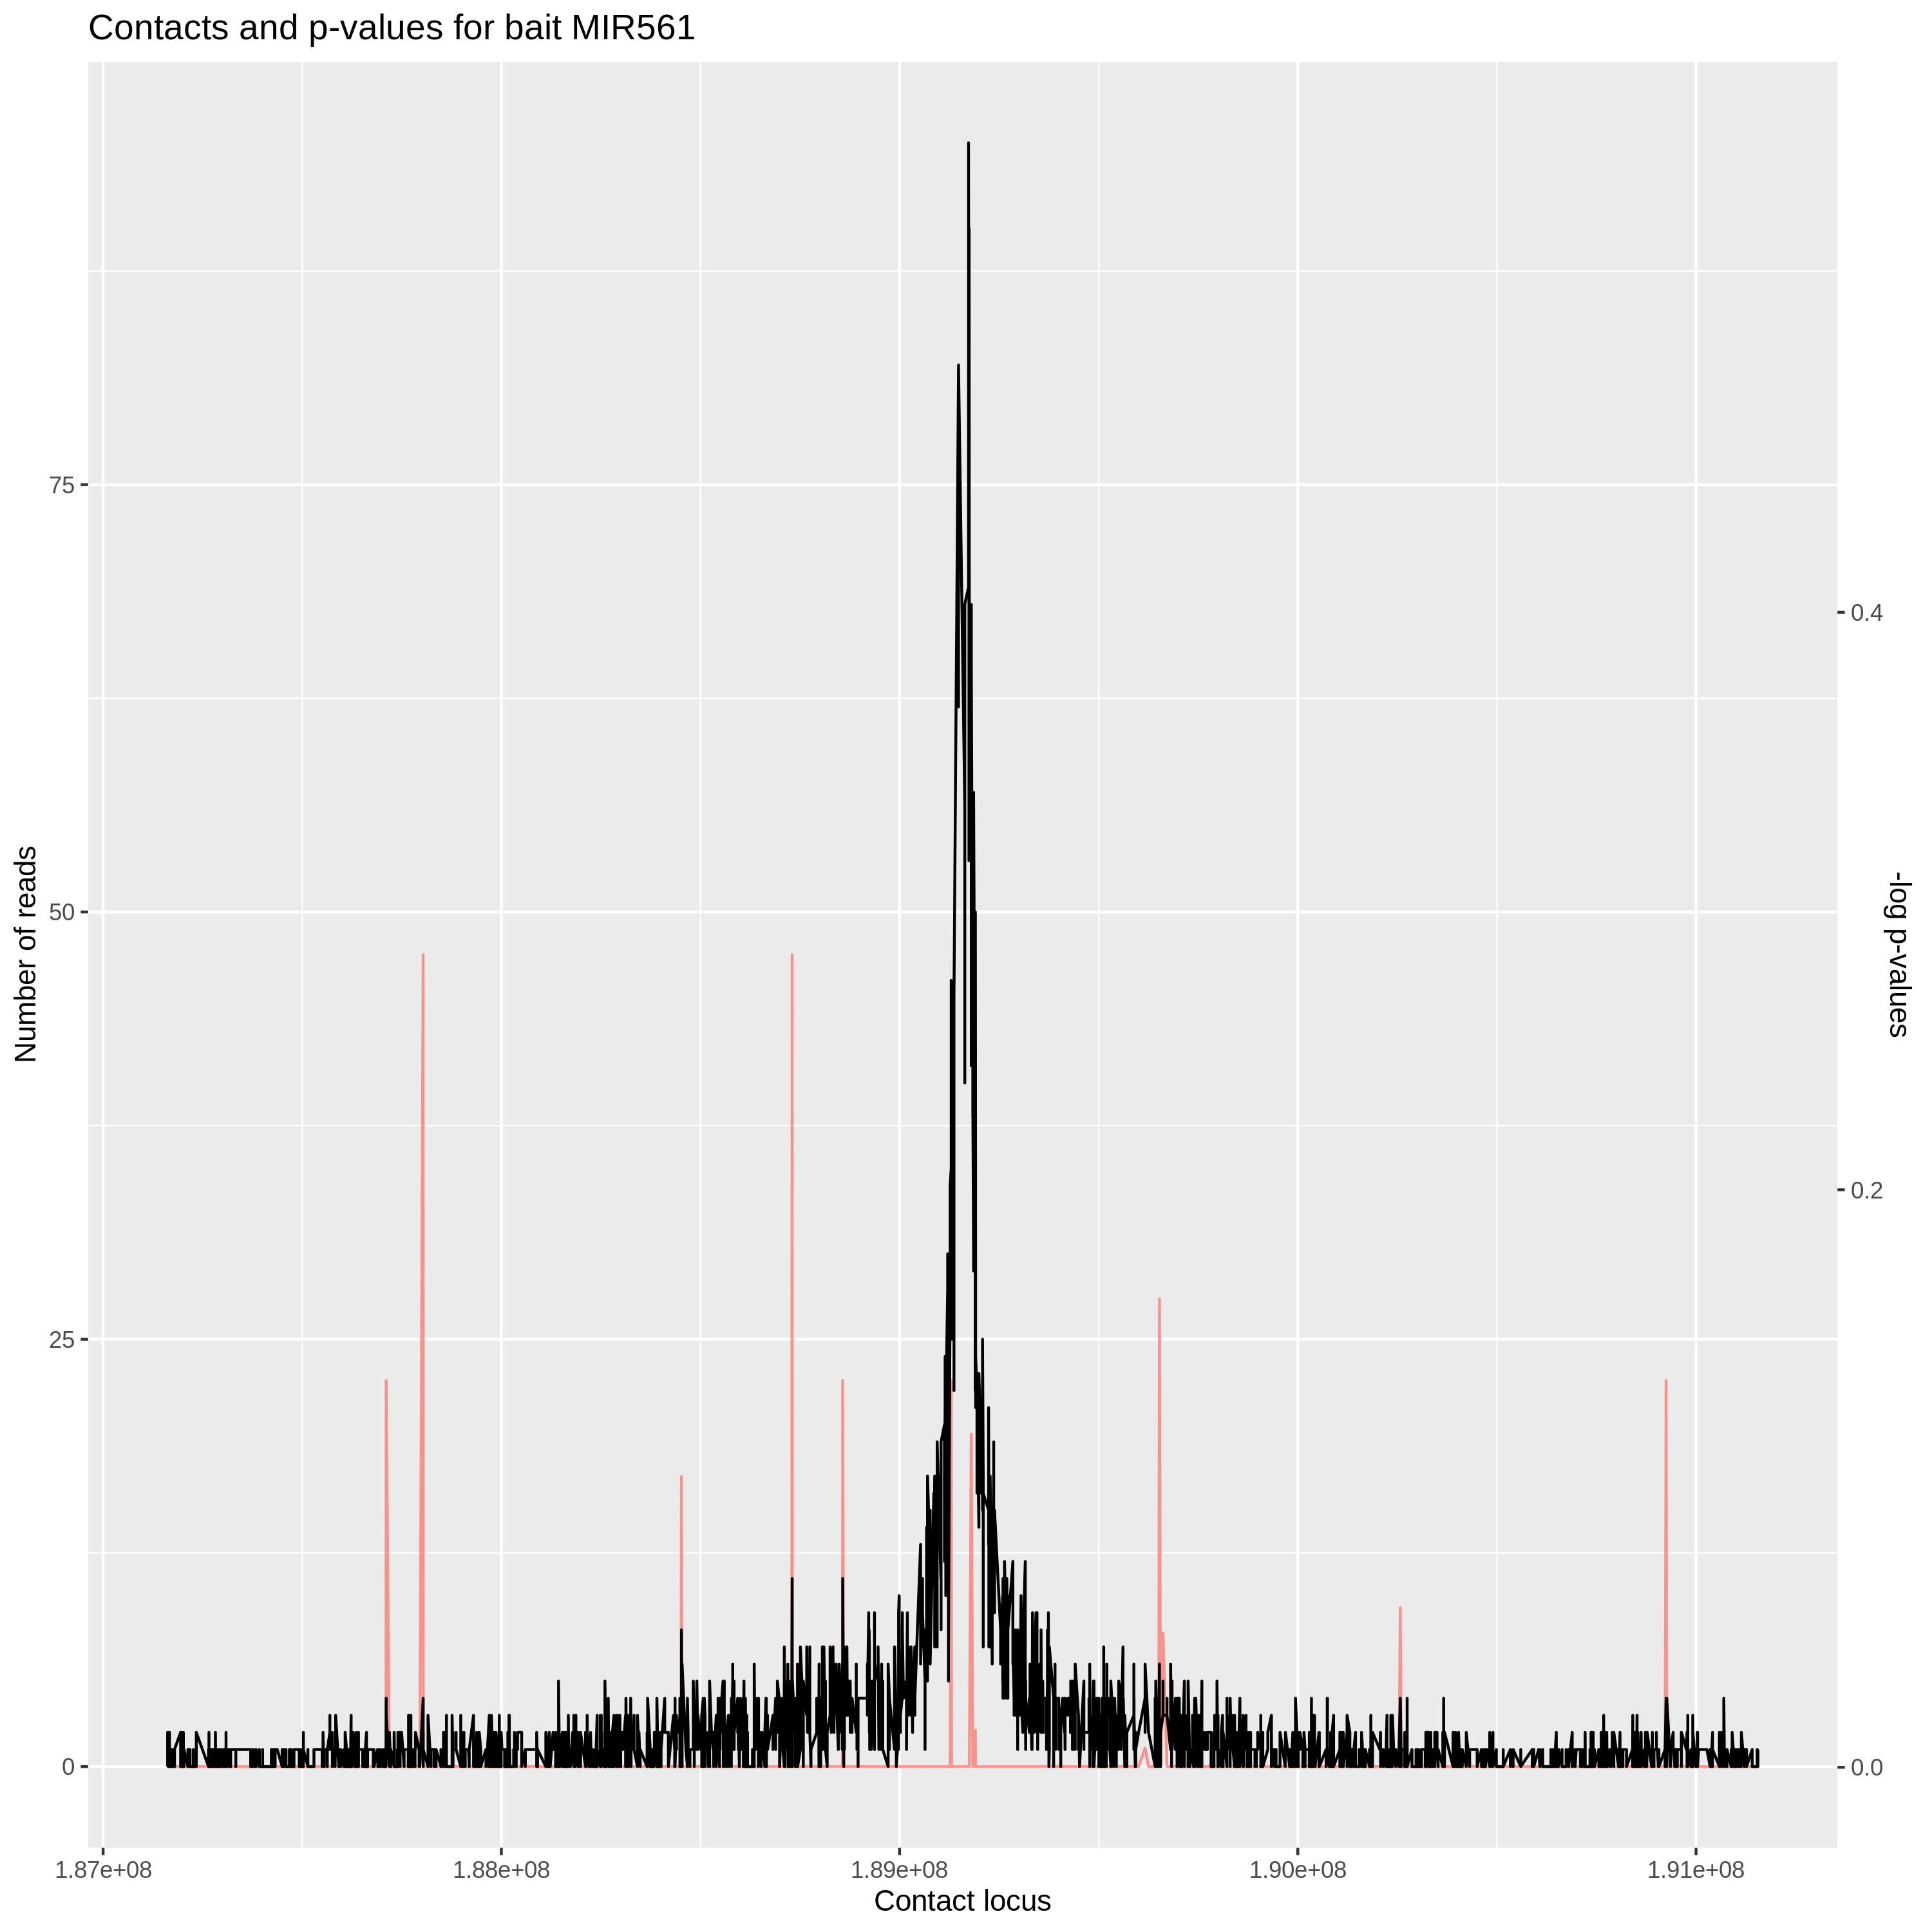 Contacts and p-values for bait MIR561
75
50
25
0
Number of reads
0.4
0.2
0.0
-log p-values
1.87e+08
1.88e+08
1.89e+08
1.90e+08
1.91e+08
Contact locus